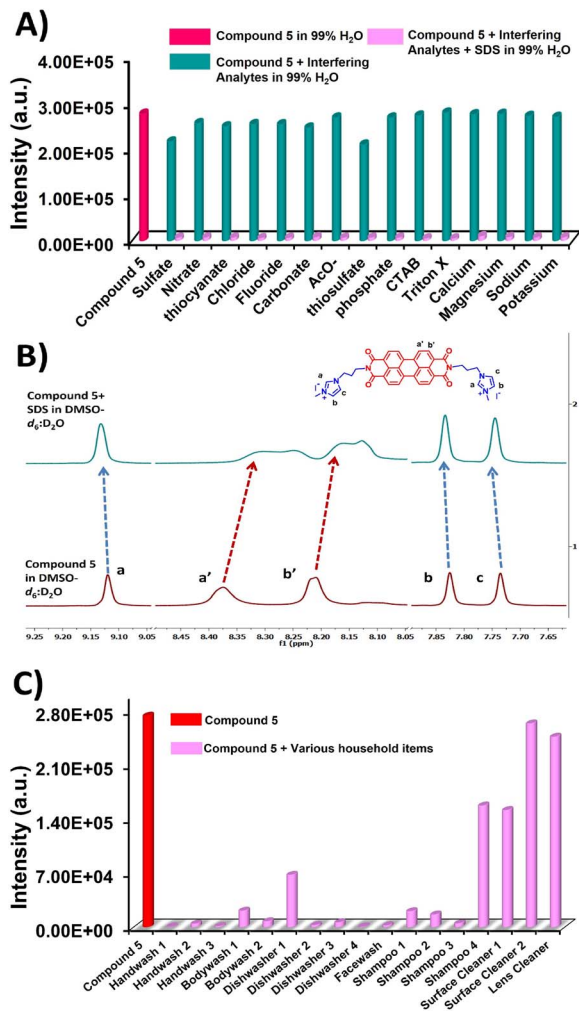 A)
Compound 5 in 99% H₂O
Compound 5 + Interfering
Analytes + SDS in 99% H₂O
Compound 5 + Interfering
Analytes in 99% H₂O
Intensity (a.u.)
4.00E+05
3.00E+05
2.00E+05
1.00E+05
0.00E+00
Compound 5
Sulfate
Nitrate
thiocyanate
Chloride
Fluoride
Carbonate
AcO-
thiosulfate
phosphate
CTAB
Triton X
Calcium
Magnesium
Sodium
Potassium
B)
a' b'
a
b
c
I⁻
N
N
+
O O
N
O O
N
N
N
+
a
b
c
I⁻
Compound 5+
SDS in DMSO-
d₆:D₂O
2
Compound 5
in DMSO-
d₆:D₂O
a a' b' b c
1
9.25 9.20 9.15 9.10 9.05 8.45 8.40 8.35 8.30 8.25 8.20 8.15 8.10 8.05 7.85 7.80 7.75 7.70 7.65
f1 (ppm)
C)
Compound 5
Compound 5 + Various household items
Intensity (a.u.)
2.80E+05
2.10E+05
1.40E+05
7.00E+04
0.00E+00
Compound 5
Handwash 1
Handwash 2
Handwash 3
Bodywash 1
Bodywash 2
Dishwasher 1
Dishwasher 2
Dishwasher 3
Dishwasher 4
Facewash
Shampoo 1
Shampoo 2
Shampoo 3
Shampoo 4
Surface Cleaner 1
Surface Cleaner 2
Lens Cleaner